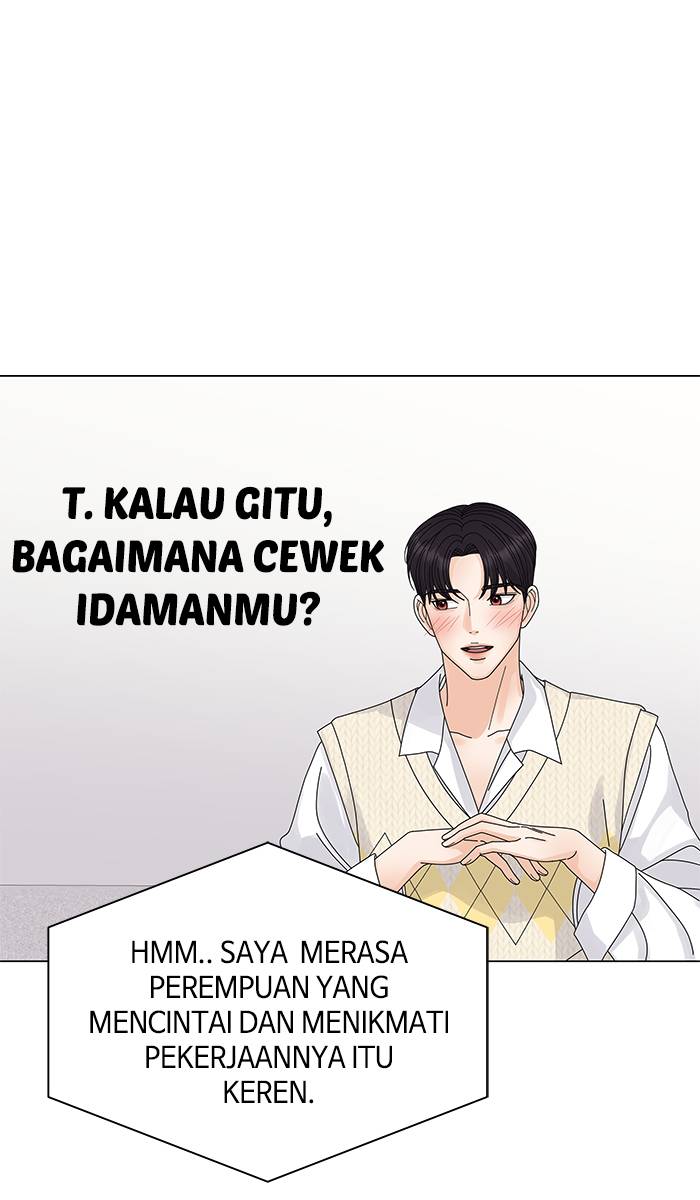 T. KALAU GITU,
BAGAIMANA CEWEK
IDAMANMU?
HMM.. SAYA MERASA
PEREMPUAN YANG
MENCINTAI DAN MENIKMATI
PEKERJAANNYA ITU
KEREN.